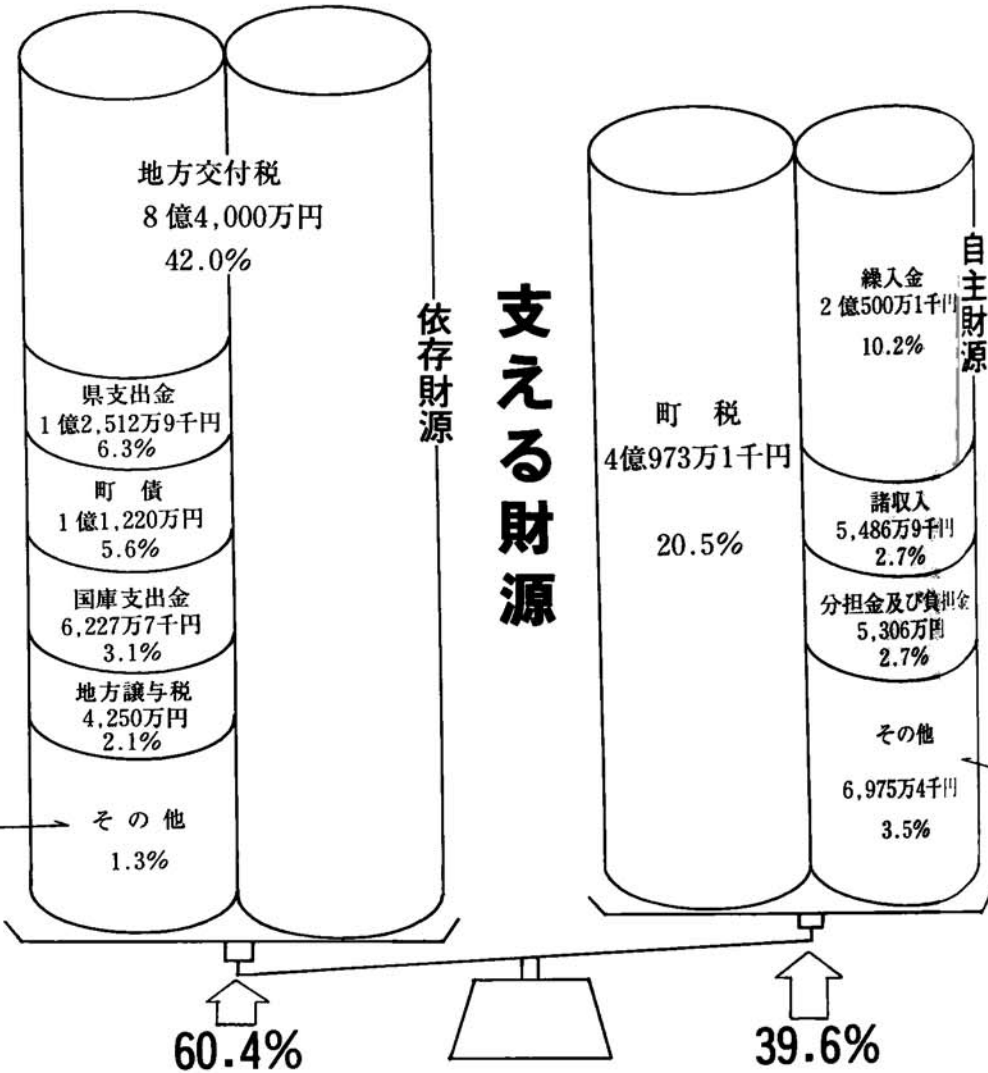 支える財源
依存財源
地方交付税
8億4,000万円
42.0%
県支出金
1億2,512万9千円
6.3%
町債
1億1,220万円
5.6%
国庫支出金
6,227万7千円
3.1%
地方譲与税
4,250万円
2.1%
その他
1.3%
60.4%
自主財源
町税
4億973万1千円
20.5%
繰入金
2億500万1千円
10.2%
諸収入
5,486万9千円
2.7%
分担金及び負担金
5,306万円
2.7%
その他
6,975万4千円
3.5%
39.6%